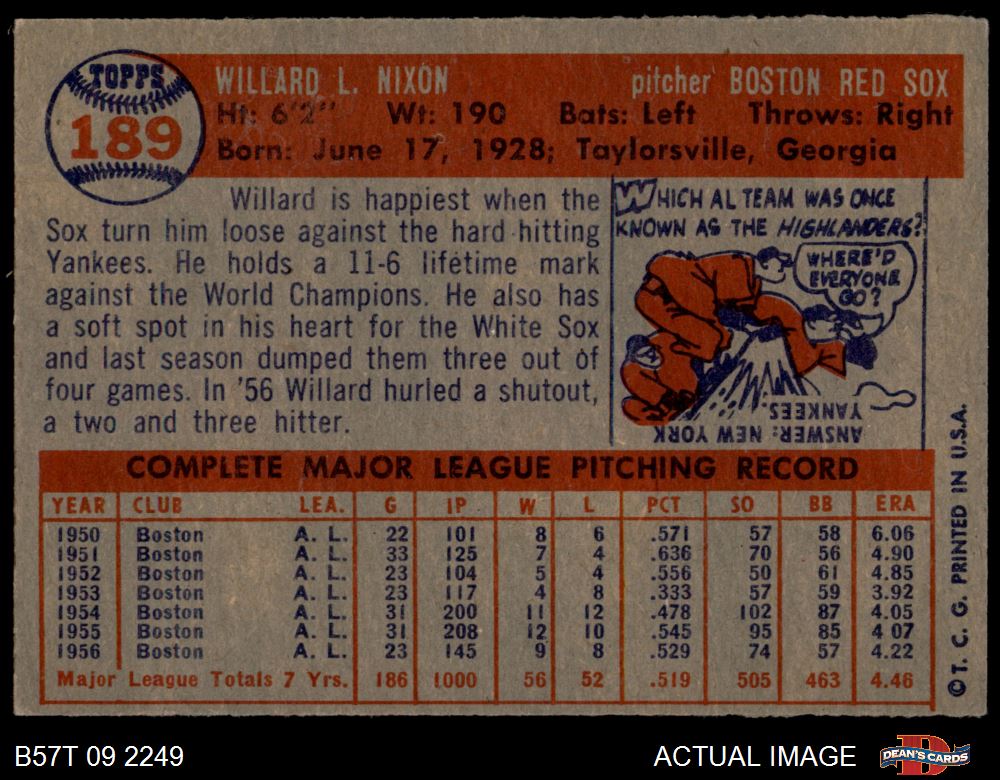 TOPPS
189
WILLARD L. NIXON pitcher BOSTON RED SOX
Ht: 6'2" Wt: 190 Bats: Left Throws: Right
Born: June 17, 1928; Taylorsville, Georgia
Willard is happiest when the
Sox turn him loose against the hard hitting
Yankees. He holds a 11-6 lifetime mark
against the World Champions. He also has
a soft spot in his heart for the White Sox
and last season dumped them three out of
four games. In '56 Willard hurled a shutout,
a two and three hitter.
WHICH AL TEAM WAS ONCE
KNOWN AS THE HIGHLANDERS?
WHERE'D
EVERYONE
GO?
ANSWER: NEW YORK
YANKEES.
COMPLETE MAJOR LEAGUE PITCHING RECORD
YEAR CLUB LEA. G IP W L PCT SO BB ERA
1950 Boston A. L. 22 101 8 6 .571 57 58 6.06
1951 Boston A. L. 33 125 7 4 .636 70 56 4.90
1952 Boston A. L. 23 104 5 4 .556 50 61 4.85
1953 Boston A. L. 23 117 4 8 .333 57 59 3.92
1954 Boston A. L. 31 200 11 12 .478 102 87 4.05
1955 Boston A. L. 31 208 12 10 .545 95 85 4 07
1956 Boston A. L. 23 145 9 8 .529 74 57 4.22
Major League Totals 7 Yrs. 186 1000 56 52 .519 505 463 4.46
©T. C. G. PRINTED IN U.S.A.
B57T 09 2249 ACTUAL IMAGE DEAN'S CARDS